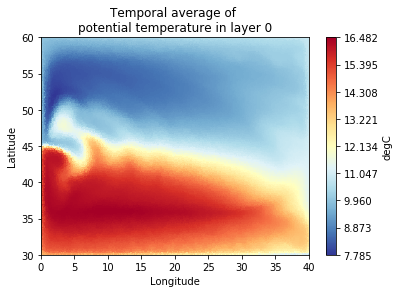 Temporal average of
potential temperature in layer 0
60
55
50
45
40
35
30
Latitude
0 5 10 15 20 25 30 35 40
Longitude
16.482
15.395
14.308
13.221
12.134
11.047
9.960
8.873
7.785
degC